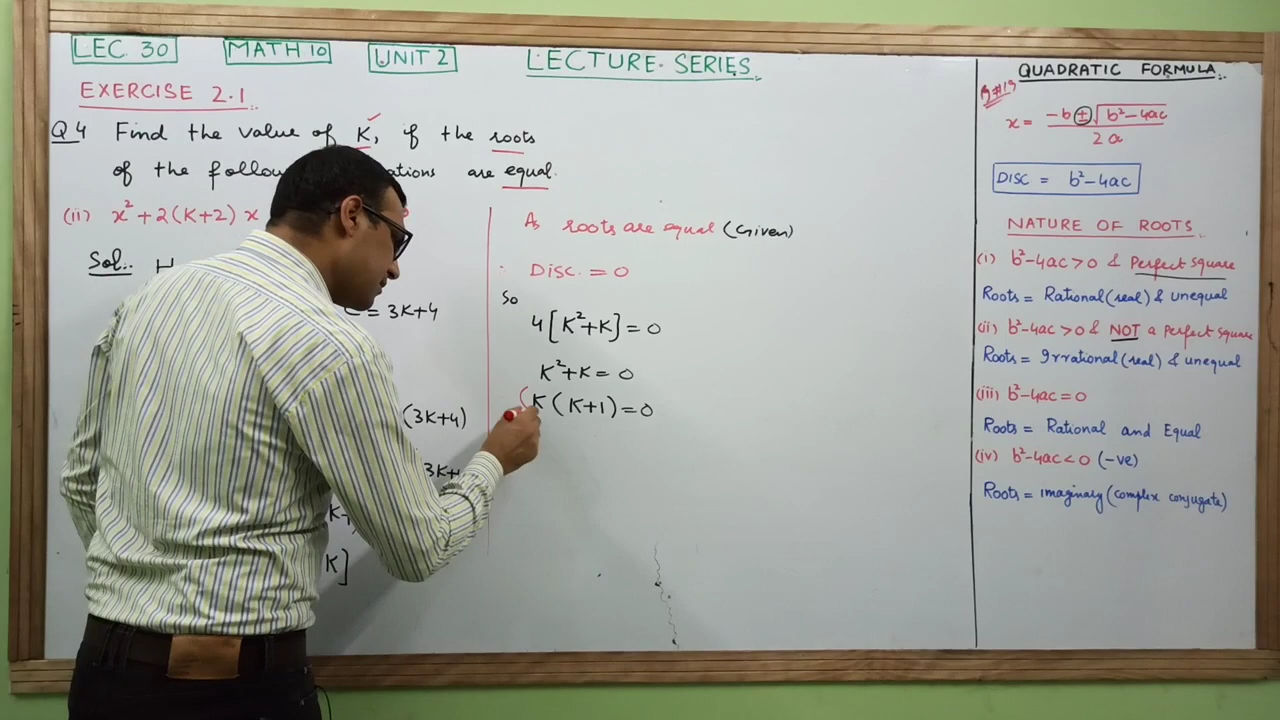 LEC. 30 MATH 10 UNIT 2 LECTURE SERIES
EXERCISE 2.1
Q4 Find the value of K, if the roots
of the are equal.
(ii) x² + 2(K+2) x
Sol:.
= 3K+4
(3K+4)
K]
As roots are equal (Given)
DISC. = 0
So
4[K²+K] = 0
K²+K = 0
K(K+1) = 0
QUADRATIC FORMULA
x = -b ± √b²-4ac / 2a
DISC = b²-4ac
NATURE OF ROOTS
(i) b²-4ac > 0 & Perfect Square
Roots = Rational (real) & unequal
(ii) b²-4ac > 0 & NOT a Perfect Square
Roots = Irrational (real) & unequal
(iii) b²-4ac = 0
Roots = Rational and Equal
(iv) b²-4ac < 0 (-ve)
Roots = imaginary (complex conjugate)